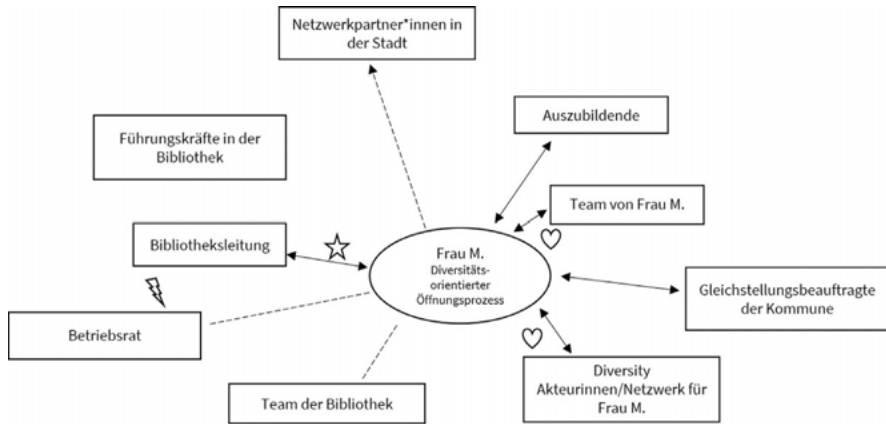 Netzwerkpartner*innen in
der Stadt
Auszubildende
Führungskräfte in der
Bibliothek
Team von Frau M.
Bibliotheksleitung
Frau M.
Diversitäts-
orientierter
Öffnungsprozess
Gleichstellungsbeauftragte
der Kommune
Betriebsrat
Diversity
Akteurinnen/Netzwerk für
Frau M.
Team der Bibliothek